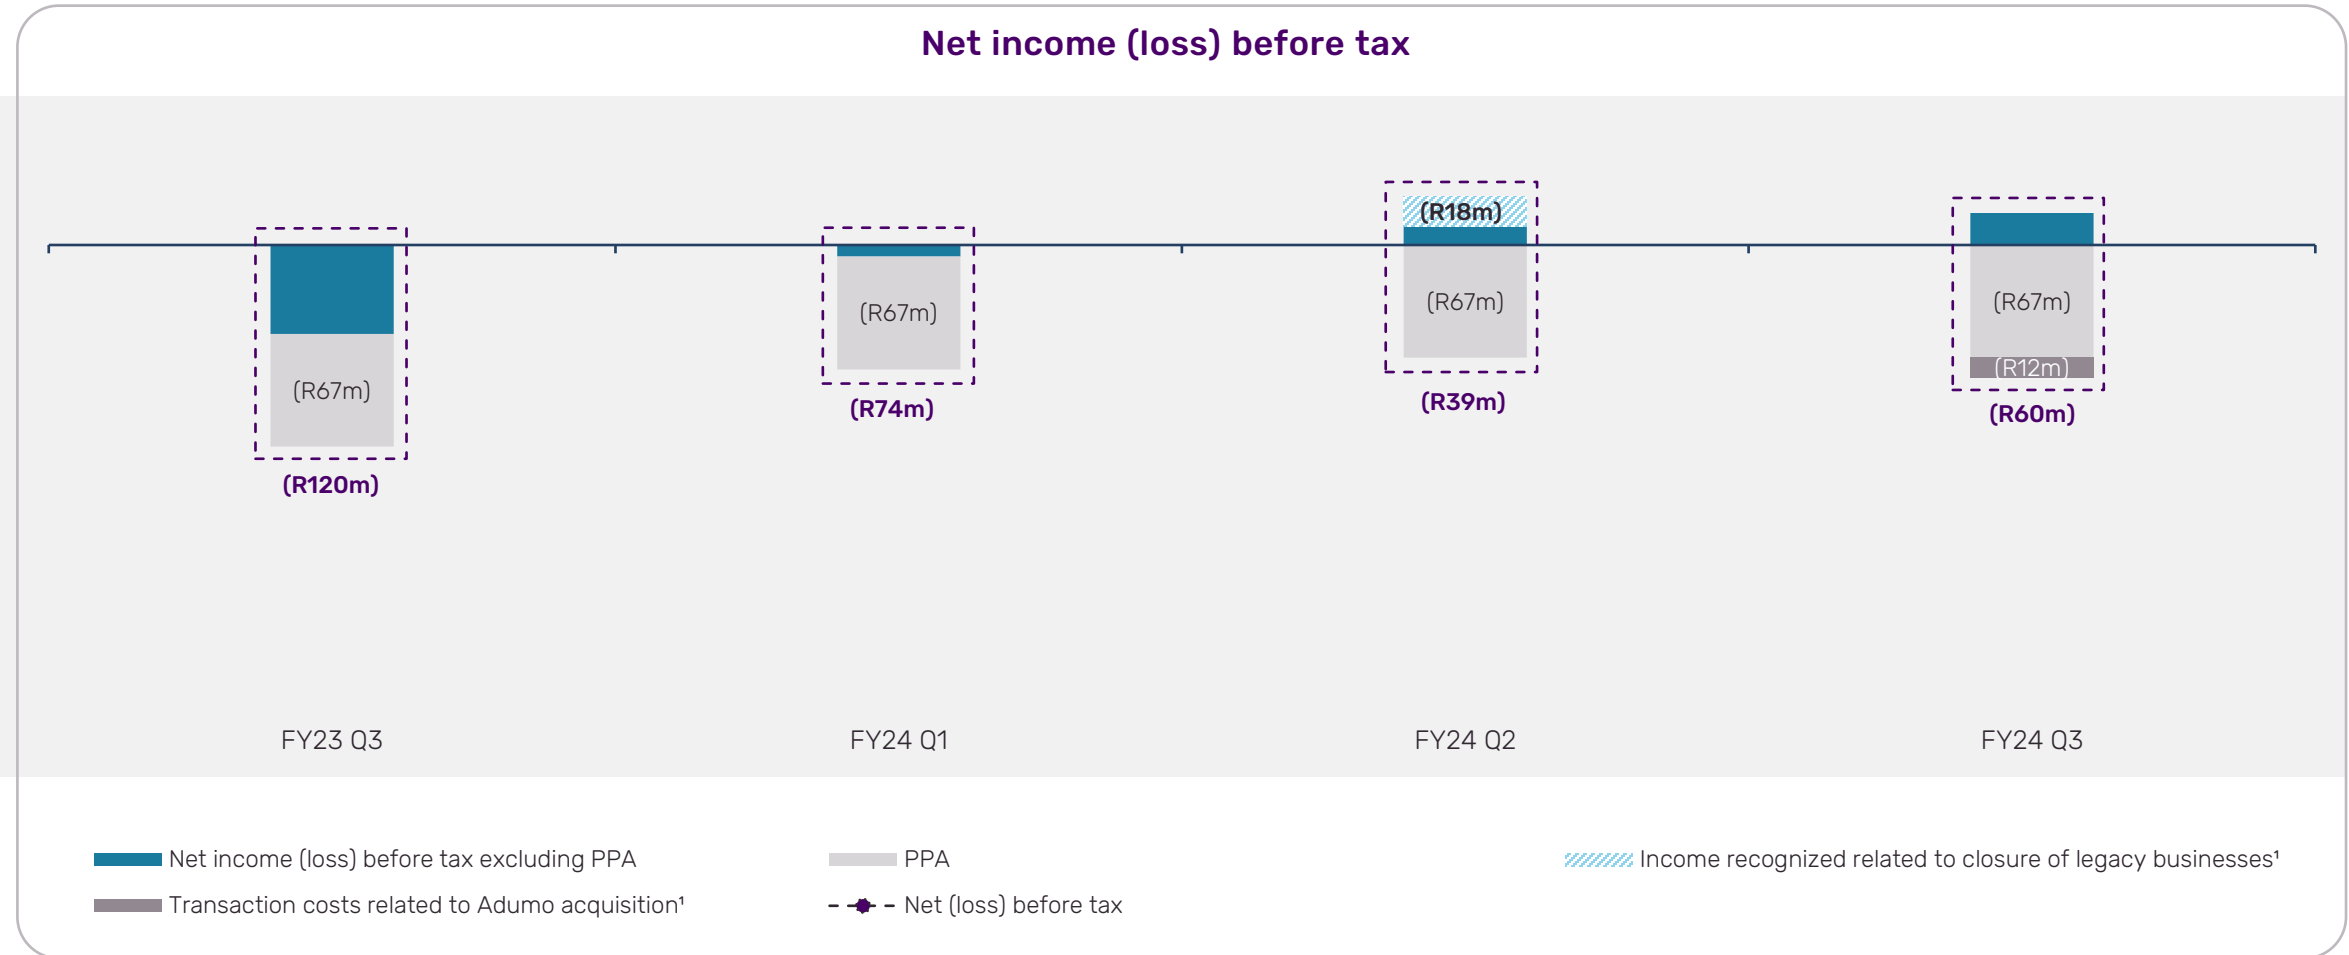 Net income (loss) before tax
(R18m)
(R67m)
(R67m)
(R67m)
(R67m)
(R12m)
(R120m)
(R74m)
(R39m)
(R60m)
FY23 Q3
FY24 Q1
FY24 Q2
FY24 Q3
Net income (loss) before tax excluding PPA
PPA
Income recognized related to closure of legacy businesses¹
Transaction costs related to Adumo acquisition¹
Net (loss) before tax